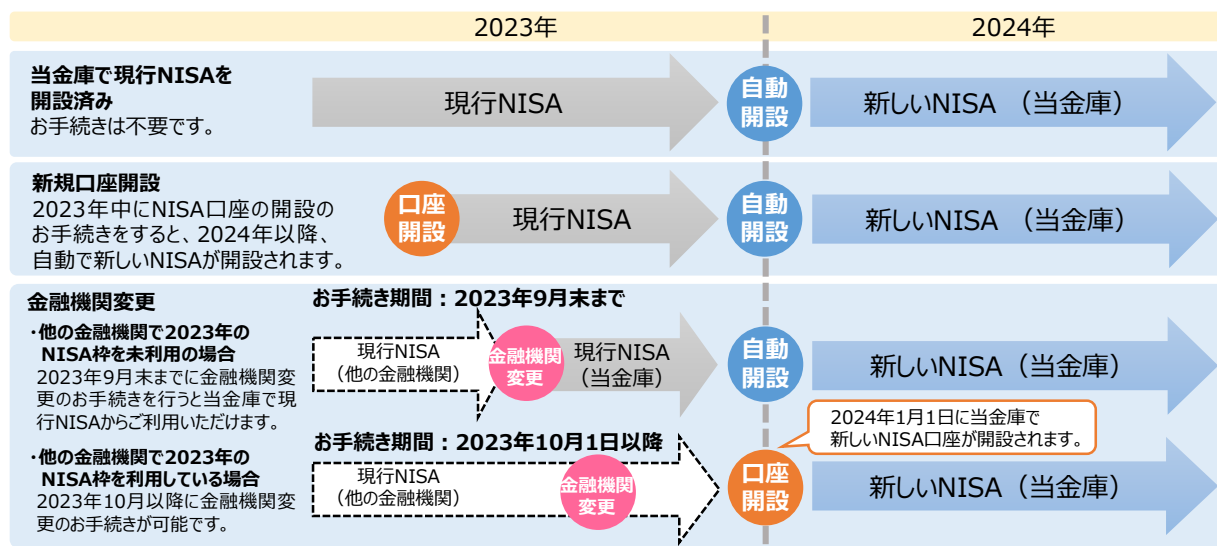 2023年
2024年
当金庫で現行NISAを
開設済み
お手続きは不要です。
現行NISA
自動
開設
新しいNISA （当金庫）
新規口座開設
2023年中にNISA口座の開設の
お手続きをすると、2024年以降、
自動で新しいNISAが開設されます。
口座
開設
現行NISA
自動
開設
新しいNISA （当金庫）
金融機関変更
・他の金融機関で2023年の
NISA枠を未利用の場合
2023年9月末までに金融機関変
更のお手続きを行うと当金庫で現
行NISAからご利用いただけます。
お手続き期間：2023年9月末まで
現行NISA
（他の金融機関）
金融機関
変更
現行NISA
（当金庫）
自動
開設
新しいNISA（当金庫）
・他の金融機関で2023年の
NISA枠を利用している場合
2023年10月以降に金融機関変
更のお手続きが可能です。
お手続き期間：2023年10月1日以降
現行NISA
（他の金融機関）
金融機関
変更
2024年1月1日に当金庫で
新しいNISA口座が開設されます。
口座
開設
新しいNISA（当金庫）